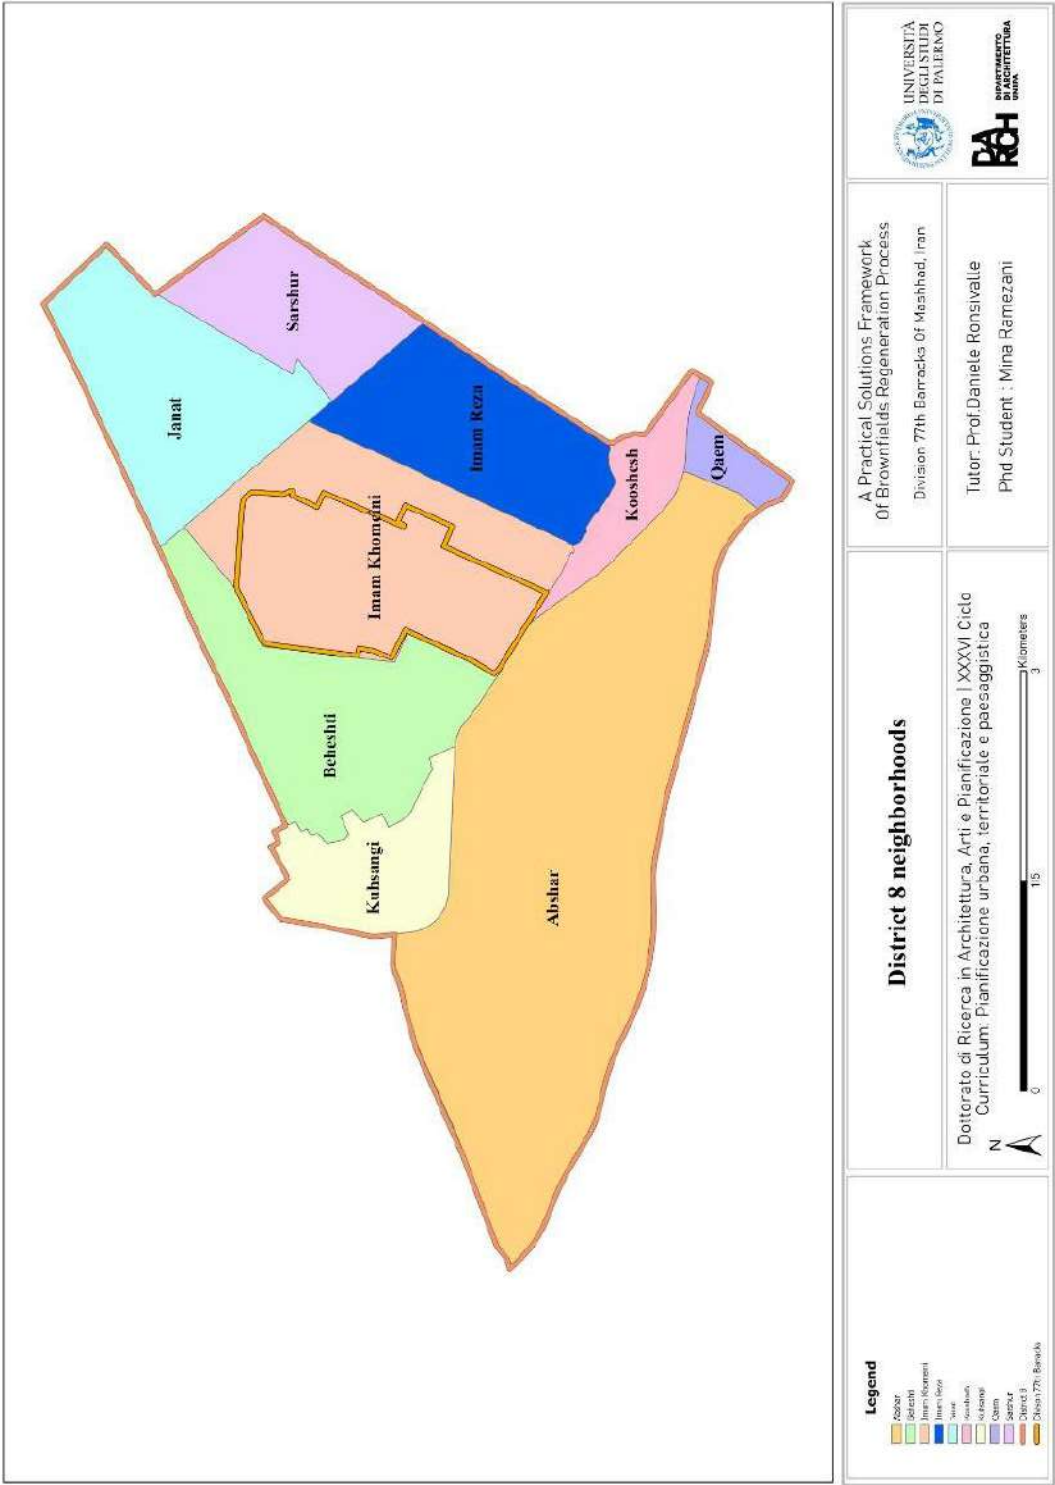 Janat
Sarshur
Imam Reza
Imam Khomeini
Beheshti
Kuhsangi
Kooshesh
Qaem
Abshar
Legend
Abshar
Beheshti
Imam Khomeini
Imam Reza
Janat
Kooshesh
Kuhsangi
Qaem
Sarshur
District 8
Division 77th Barracks
District 8 neighborhoods
Dottorato di Ricerca in Architettura, Arti e Pianificazione | XXXVI Ciclo
Curriculum: Pianificazione urbana, territoriale e paesaggistica
N
0 1.5 3
Kilometers
A Practical Solutions Framework
Of Brownfields Regeneration Process
Division 77th Barracks Of Mashhad, Iran
Tutor: Prof.Daniele Ronsivalle
Phd Student : Mina Ramezani
UNIVERSITÀ
DEGLI STUDI
DI PALERMO
DARCH
DIPARTIMENTO
DI ARCHITETTURA
UNIPA